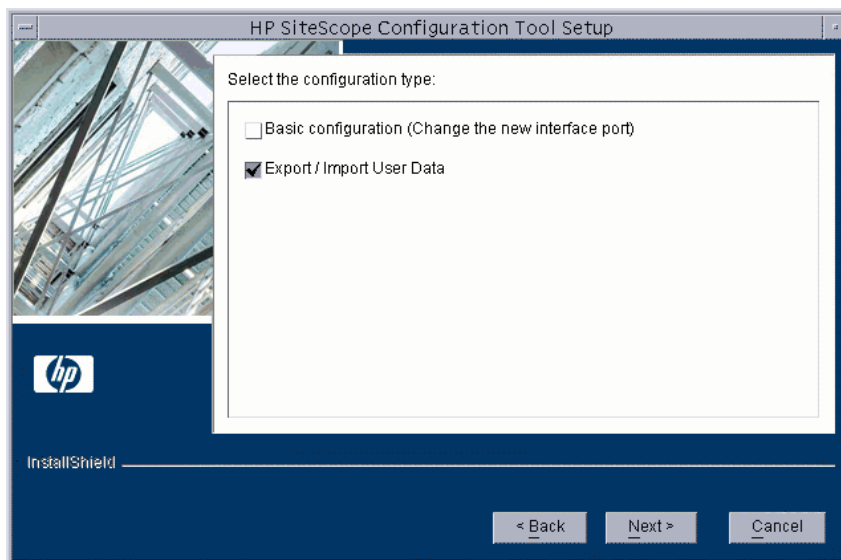 HP SiteScope Configuration Tool Setup
Select the configuration type:
Basic configuration (Change the new interface port)
Export / Import User Data
hp
InstallShield
< Back
Next >
Cancel